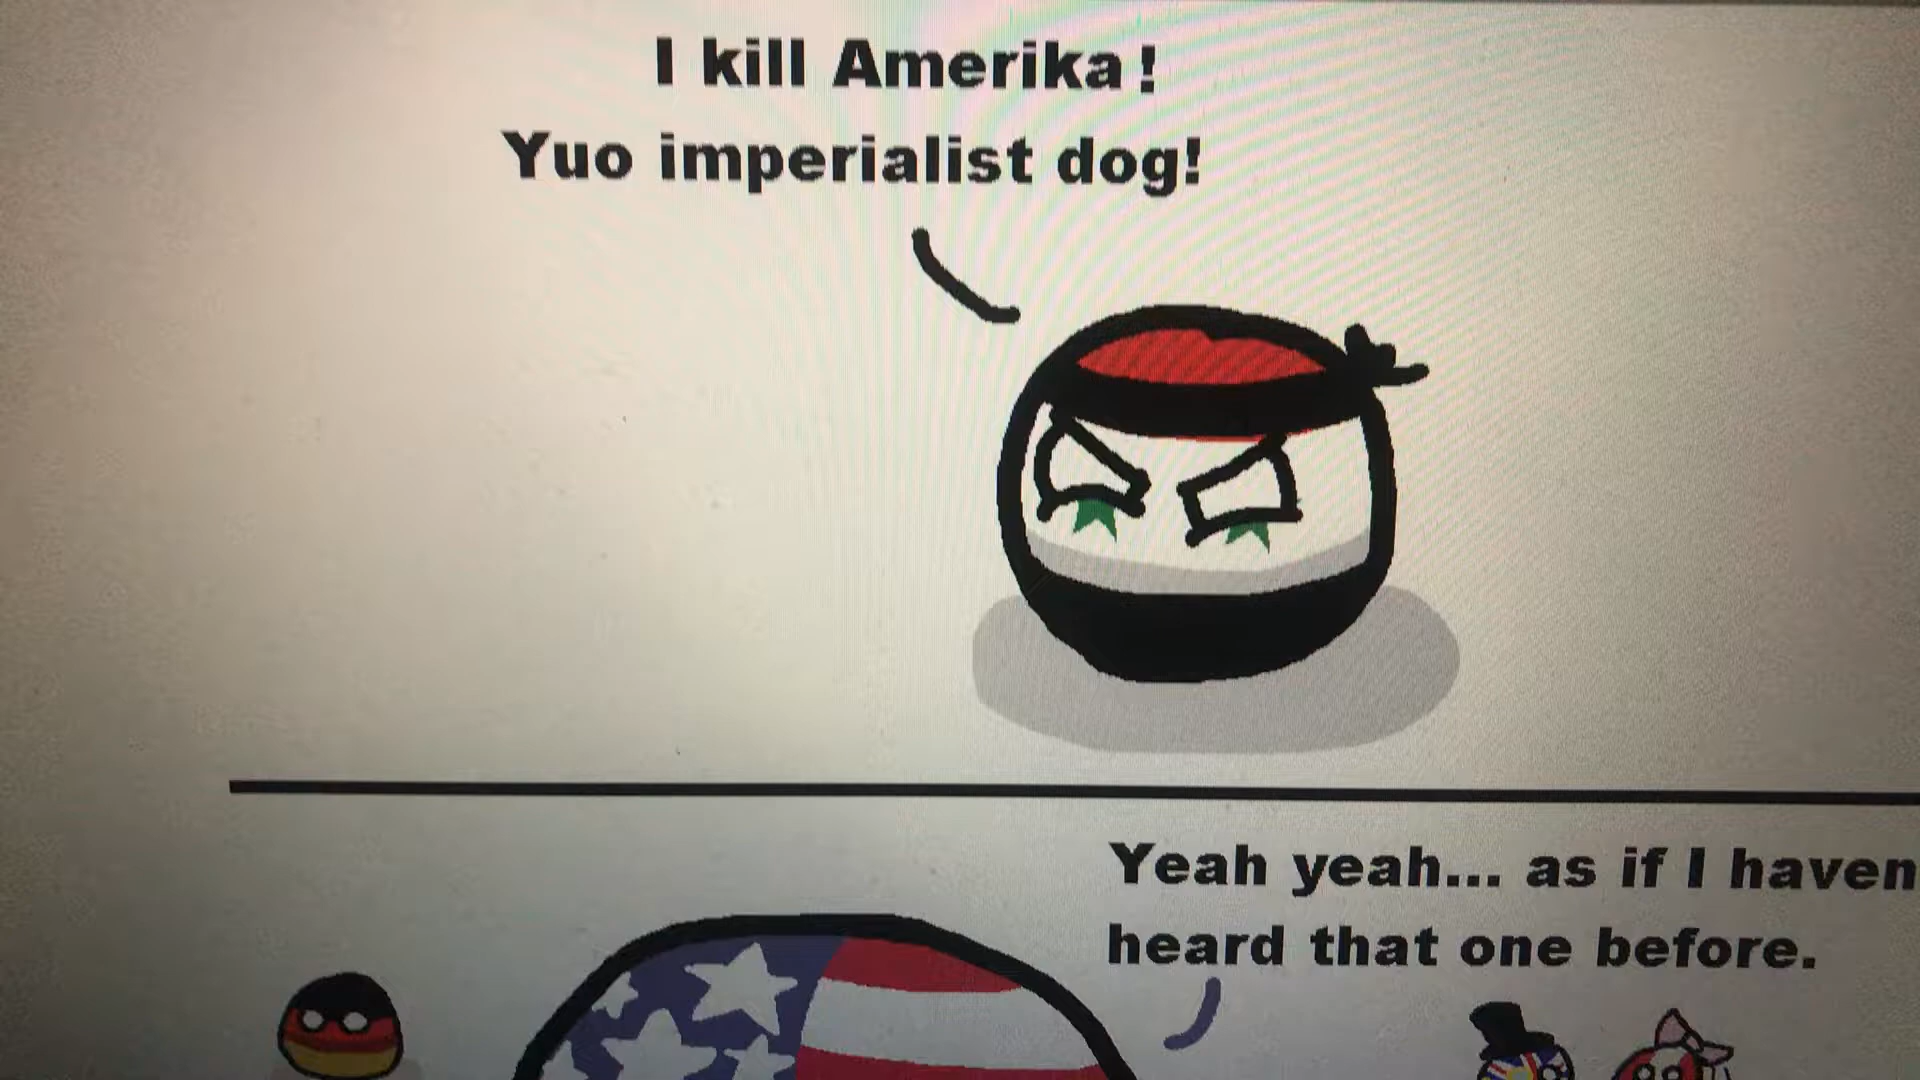 I kill Amerika!
Yuo imperialist dog!
Yeah yeah... as if I haven
heard that one before.